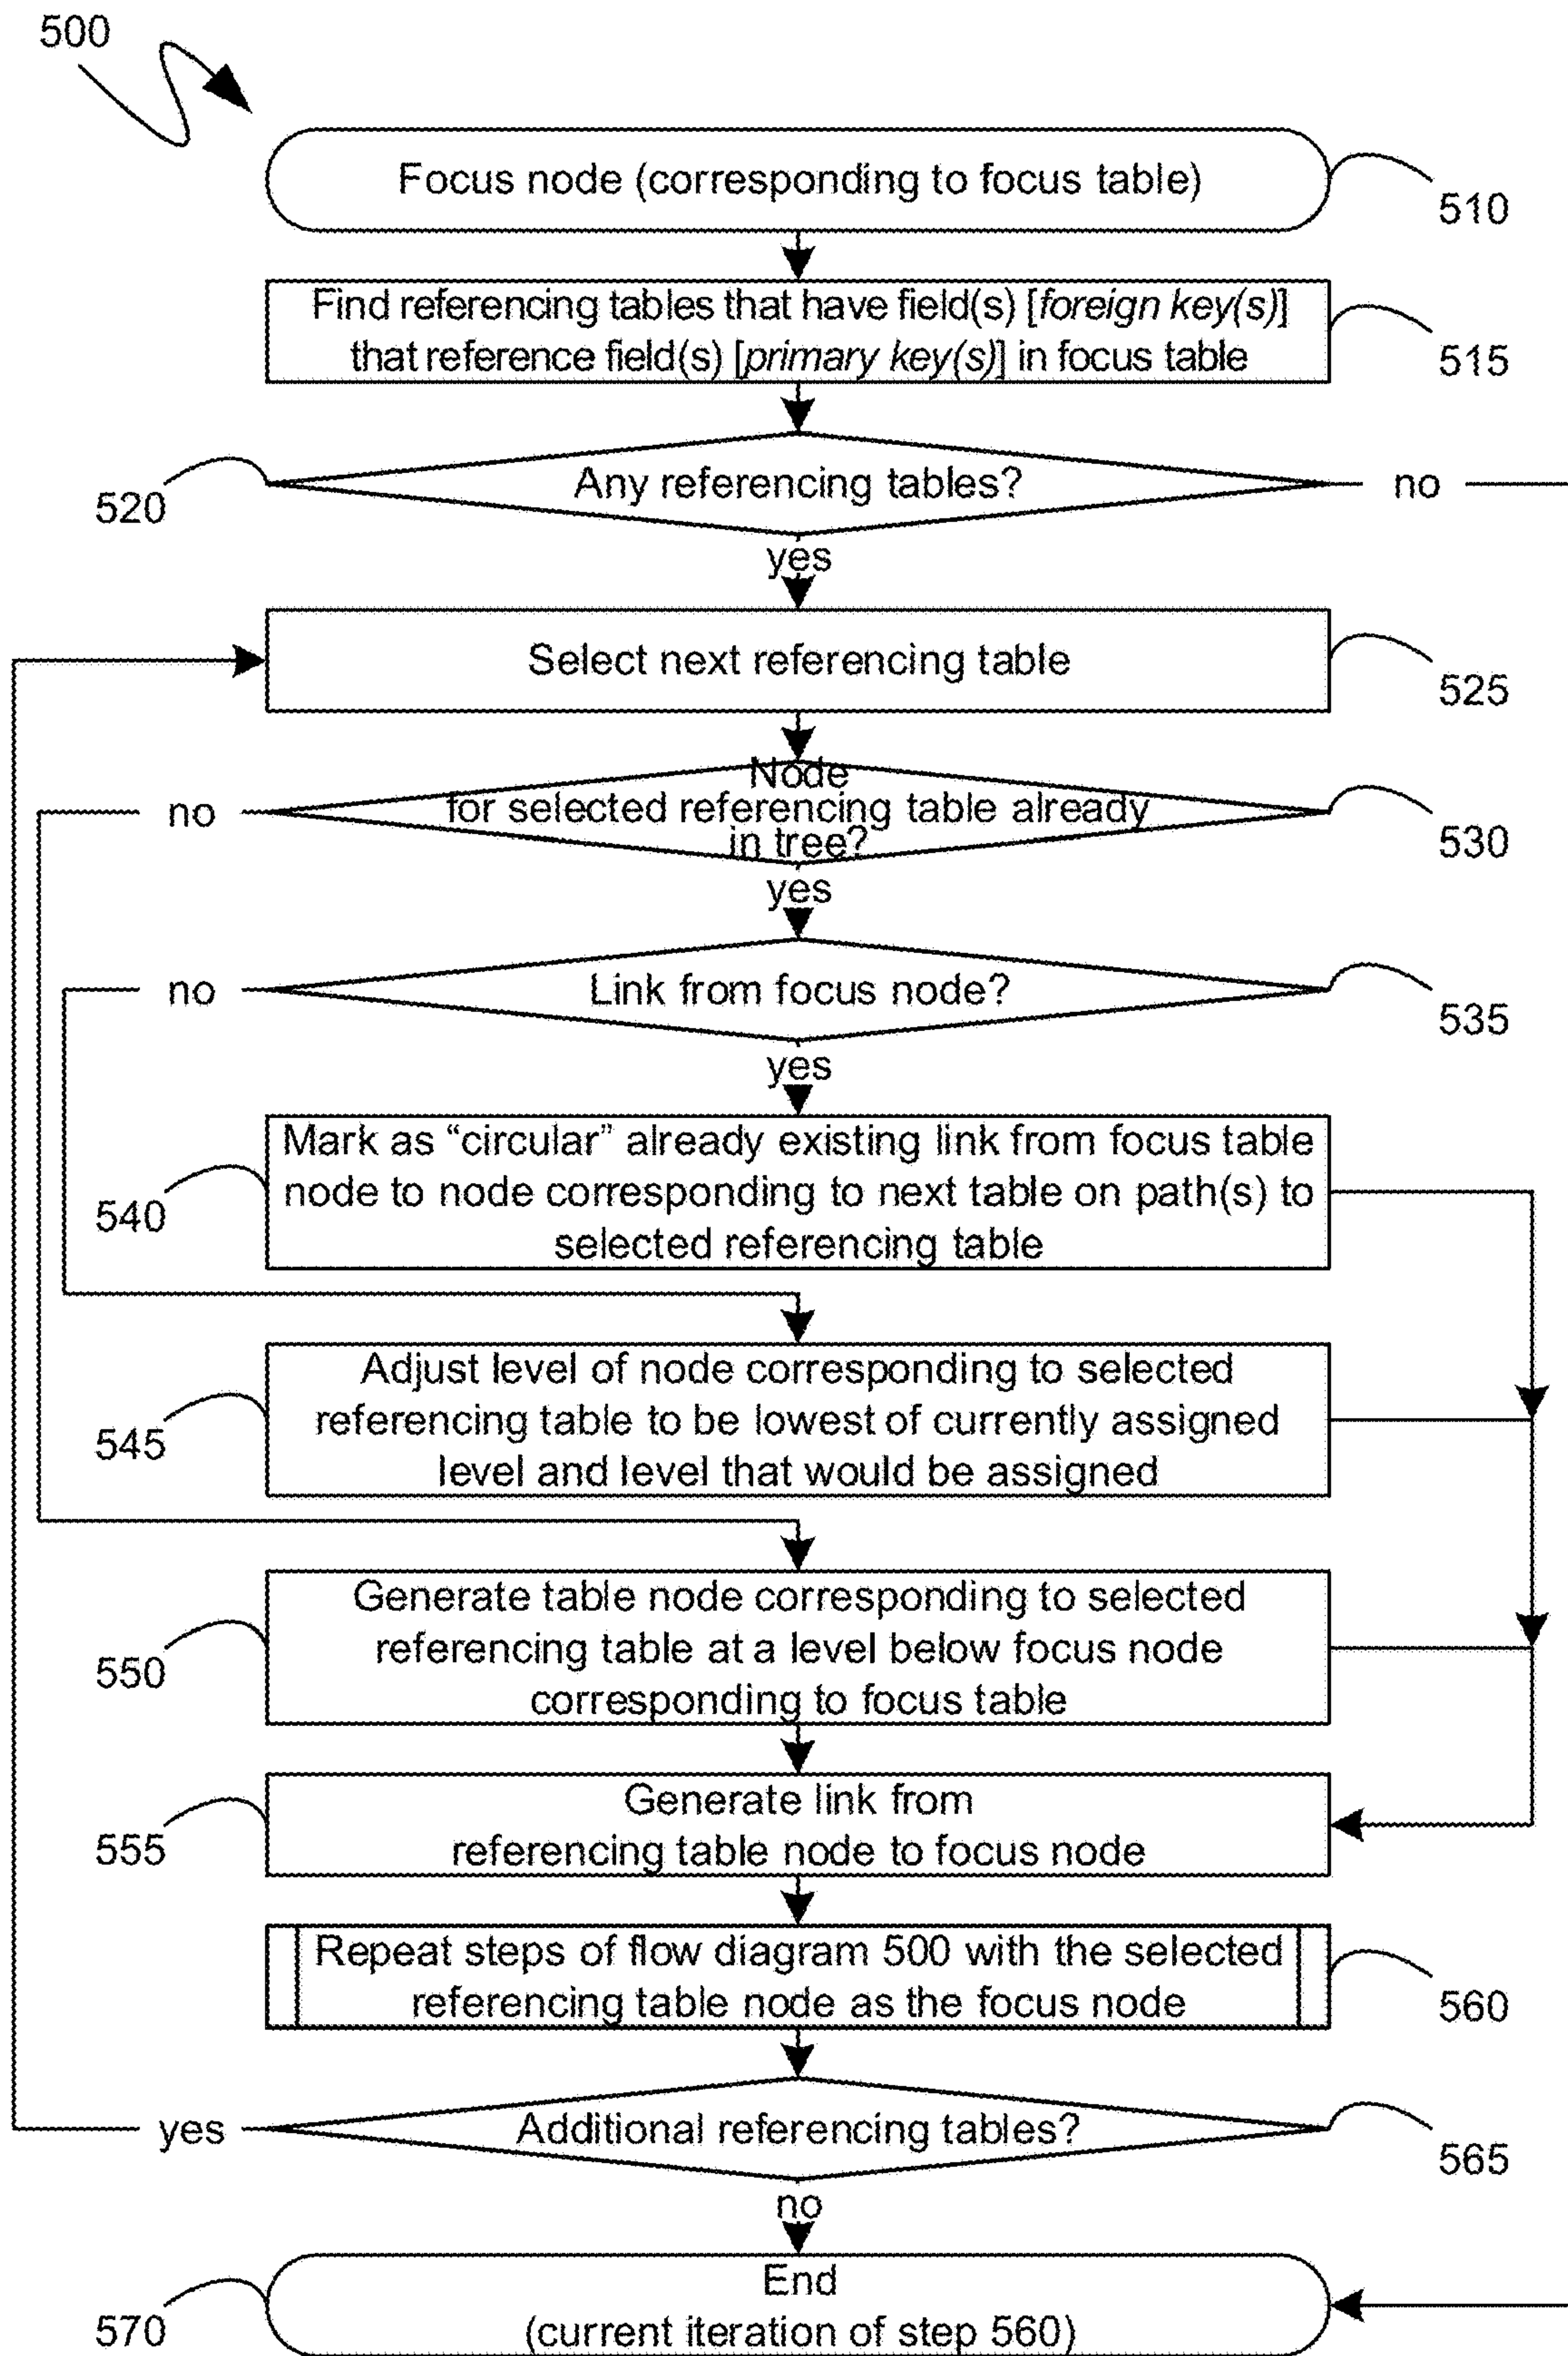 500
Focus node (corresponding to focus table)
510
Find referencing tables that have field(s) [foreign key(s)]
that reference field(s) [primary key(s)] in focus table
515
Any referencing tables?
no
520
yes
Select next referencing table
525
Node
for selected referencing table already
in tree?
no
530
yes
Link from focus node?
no
535
yes
Mark as “circular” already existing link from focus table
node to node corresponding to next table on path(s) to
selected referencing table
540
Adjust level of node corresponding to selected
referencing table to be lowest of currently assigned
level and level that would be assigned
545
Generate table node corresponding to selected
referencing table at a level below focus node
corresponding to focus table
550
Generate link from
referencing table node to focus node
555
Repeat steps of flow diagram 500 with the selected
referencing table node as the focus node
560
Additional referencing tables?
yes
565
no
End
(current iteration of step 560)
570